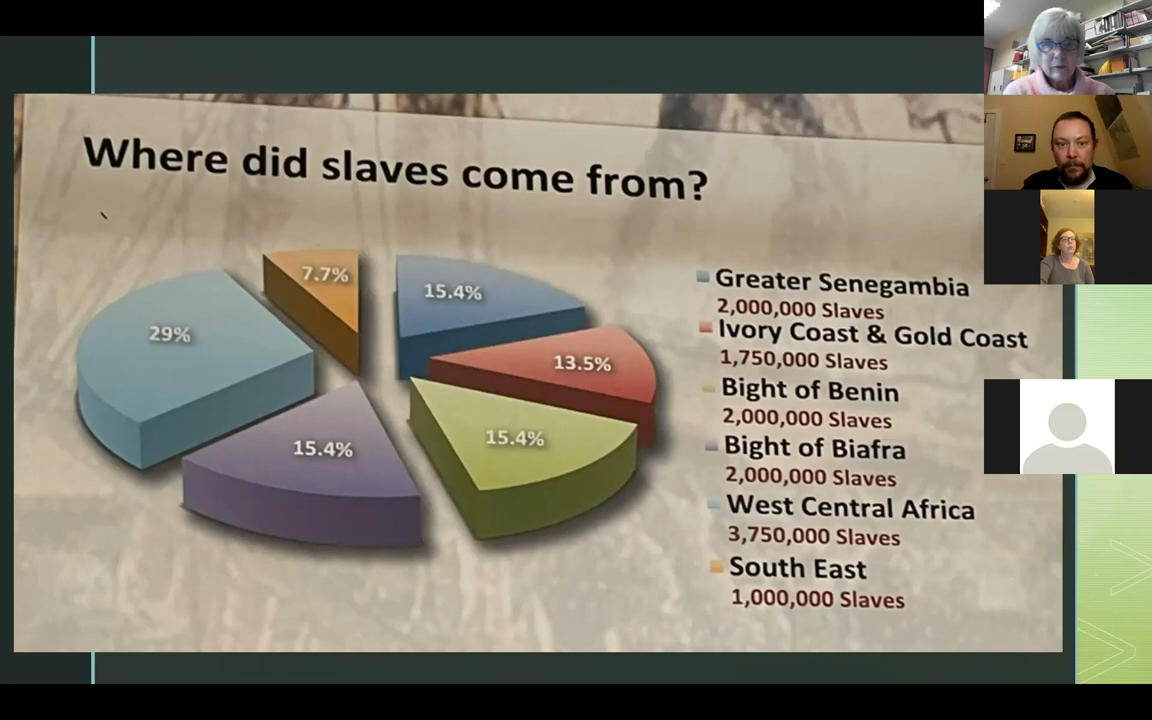 Where did slaves come from?
7.7%
15.4%
29%
13.5%
15.4%
15.4%
Greater Senegambia
2,000,000 Slaves
Ivory Coast & Gold Coast
1,750,000 Slaves
Bight of Benin
2,000,000 Slaves
Bight of Biafra
2,000,000 Slaves
West Central Africa
3,750,000 Slaves
South East
1,000,000 Slaves